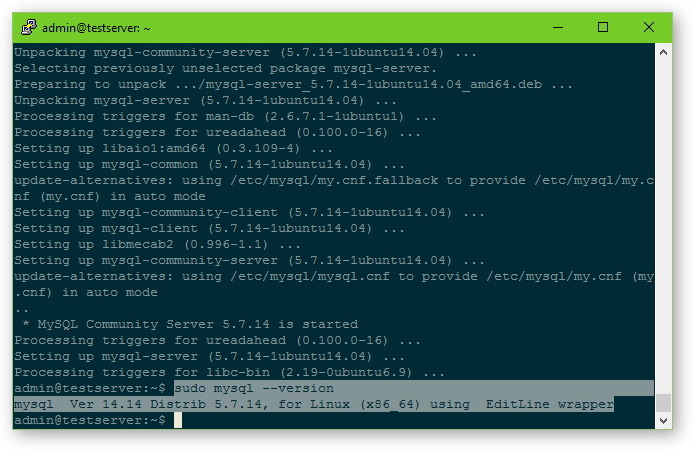 admin@testserver: ~
Unpacking mysql-community-server (5.7.14-1ubuntu14.04) ...
Selecting previously unselected package mysql-server.
Preparing to unpack .../mysql-server_5.7.14-1ubuntu14.04_amd64.deb ...
Unpacking mysql-server (5.7.14-1ubuntu14.04) ...
Processing triggers for man-db (2.6.7.1-1ubuntu1) ...
Processing triggers for ureadahead (0.100.0-16) ...
Setting up libaio1:amd64 (0.3.109-4) ...
Setting up mysql-common (5.7.14-1ubuntu14.04) ...
update-alternatives: using /etc/mysql/my.cnf.fallback to provide /etc/mysql/my.c
nf (my.cnf) in auto mode
Setting up mysql-community-client (5.7.14-1ubuntu14.04) ...
Setting up mysql-client (5.7.14-1ubuntu14.04) ...
Setting up libmecab2 (0.996-1.1) ...
Setting up mysql-community-server (5.7.14-1ubuntu14.04) ...
update-alternatives: using /etc/mysql/mysql.cnf to provide /etc/mysql/my.cnf (my
.cnf) in auto mode
..
 * MySQL Community Server 5.7.14 is started
Processing triggers for ureadahead (0.100.0-16) ...
Setting up mysql-server (5.7.14-1ubuntu14.04) ...
Processing triggers for libc-bin (2.19-0ubuntu6.9) ...
admin@testserver:~$ sudo mysql --version
mysql  Ver 14.14 Distrib 5.7.14, for Linux (x86_64) using  EditLine wrapper
admin@testserver:~$